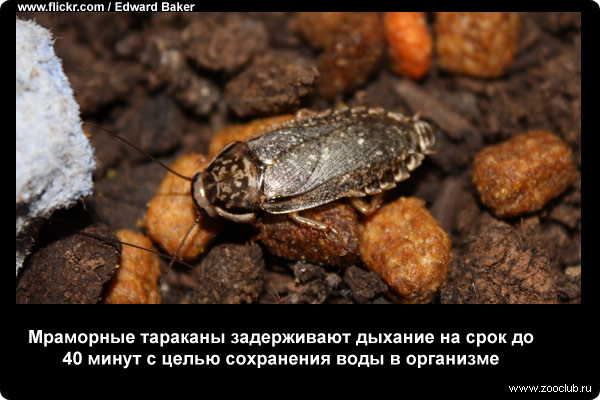 www.flickr.com / Edward Baker
Мраморные тараканы задерживают дыхание на срок до
40 минут с целью сохранения воды в организме
www.zooclub.ru